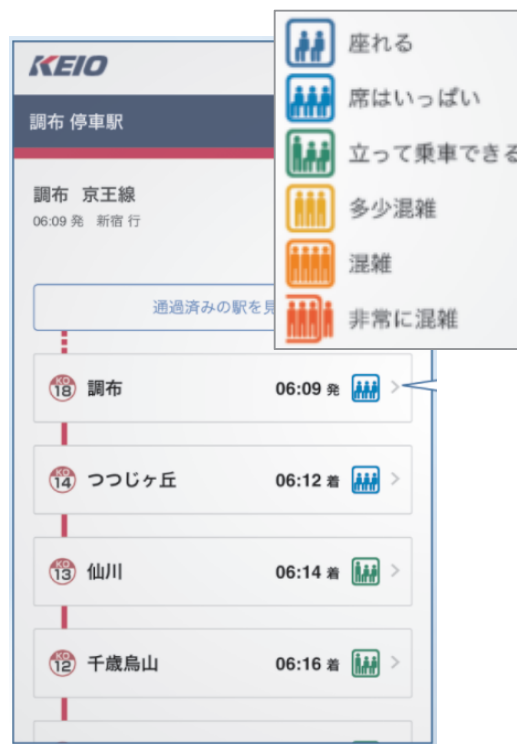 KEIO
調布 停車駅
調布 京王線
06:09 発 新宿 行
通過済みの駅を見
KO 18 調布 06:09 発
KO 14 つつじヶ丘 06:12 着
KO 13 仙川 06:14 着
KO 12 千歳烏山 06:16 着
座れる
席はいっぱい
立って乗車できる
多少混雑
混雑
非常に混雑